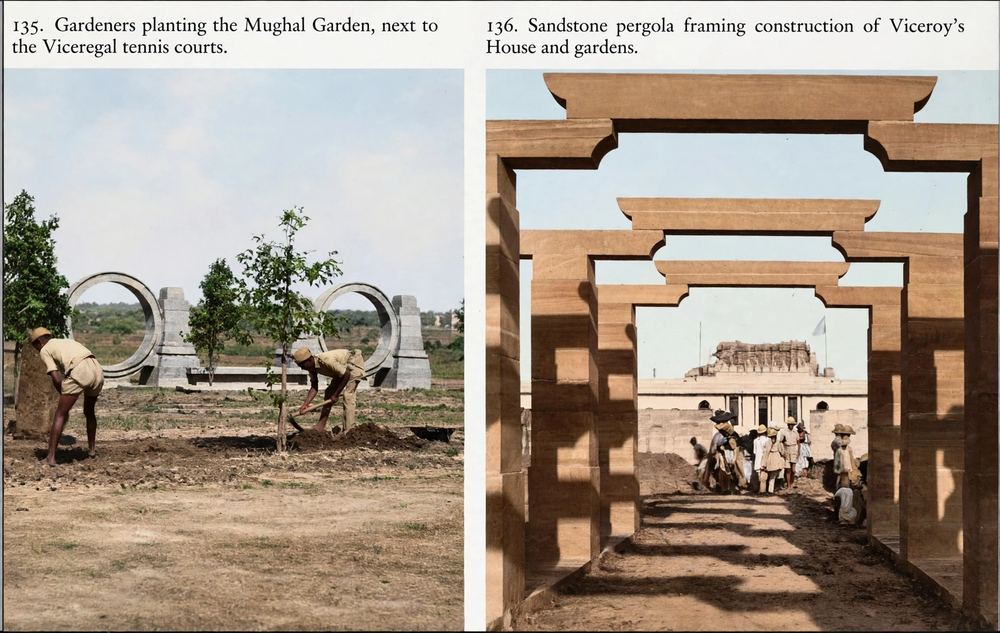 135. Gardeners planting the Mughal Garden, next to
the Viceregal tennis courts.
136. Sandstone pergola framing construction of Viceroy's
House and gardens.